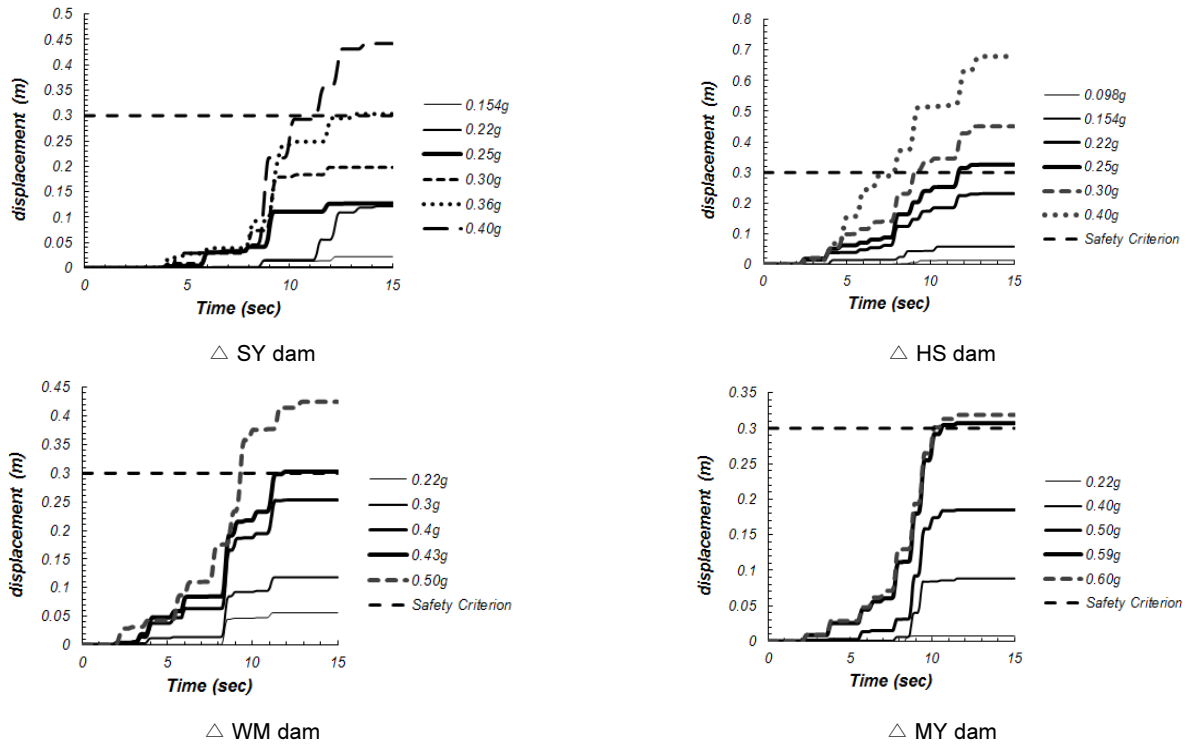 displacement (m)
0.5
0.45
0.4
0.35
0.3
0.25
0.2
0.15
0.1
0.05
0
5
10
15
Time (sec)
0.154g
0.22g
0.25g
0.30g
0.36g
0.40g
△ SY dam
displacement (m)
0.8
0.7
0.6
0.5
0.4
0.3
0.2
0.1
0
0
5
10
15
Time (sec)
0.098g
0.154g
0.22g
0.25g
0.30g
0.40g
Safety Criterion
△ HS dam
displacement (m)
0.45
0.4
0.35
0.3
0.25
0.2
0.15
0.1
0.05
0
0
5
10
15
Time (sec)
0.22g
0.3g
0.4g
0.43g
0.50g
Safety Criterion
△ WM dam
displacement (m)
0.35
0.3
0.25
0.2
0.15
0.1
0.05
0
0
5
10
15
Time (sec)
0.22g
0.40g
0.50g
0.59g
0.60g
Safety Criterion
△ MY dam